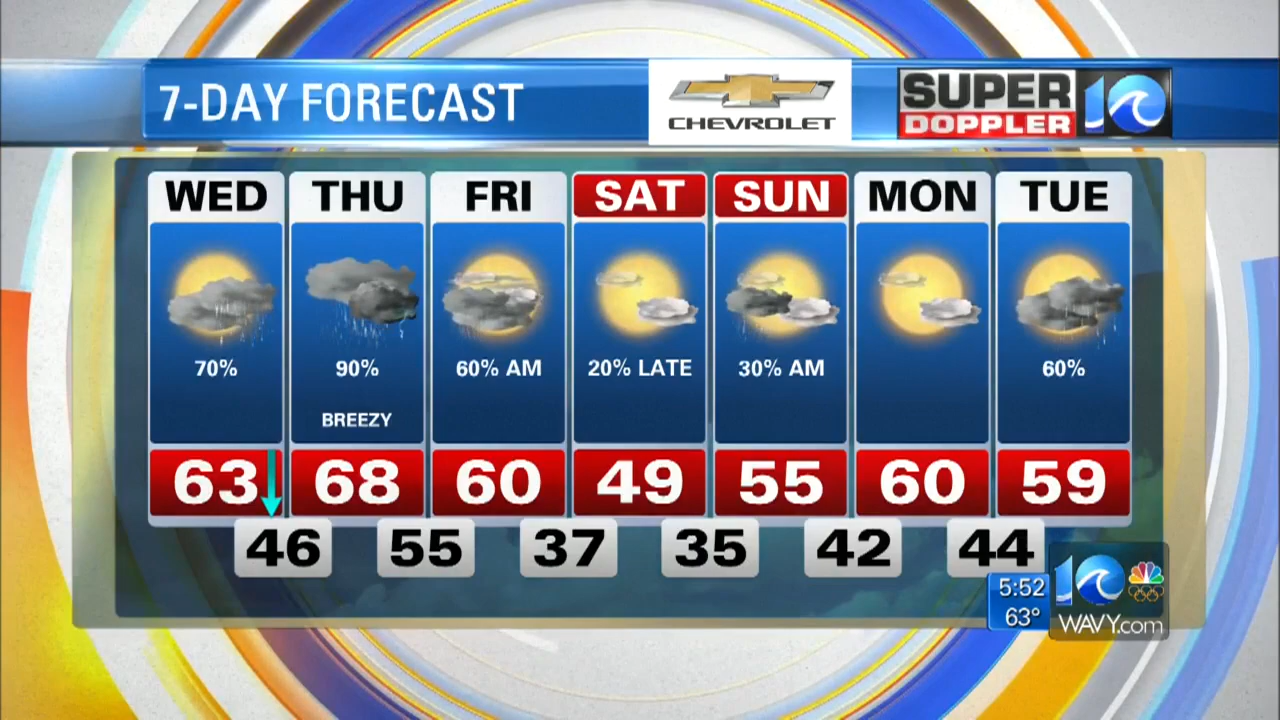 7-DAY FORECAST
CHEVROLET
SUPER DOPPLER 10
WED THU FRI SAT SUN MON TUE
70% 90% 60% AM 20% LATE 30% AM 60%
BREEZY
63 68 60 49 55 60 59
46 55 37 35 42 44
5:52
63°
10
WAVY.com